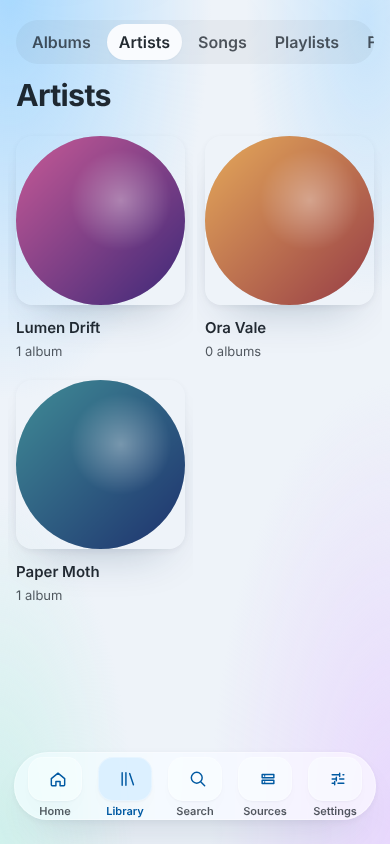 Albums Artists Songs Playlists F
Artists
Lumen Drift Ora Vale
1 album 0 albums
Paper Moth
1 album
Home Library Search Sources Settings